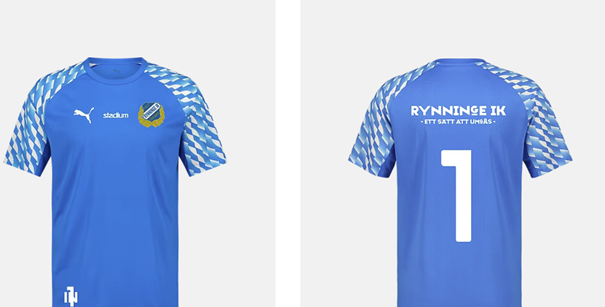 stadium
RYNNINGE IK
- ETT SÄTT ATT UMGÅS -
1